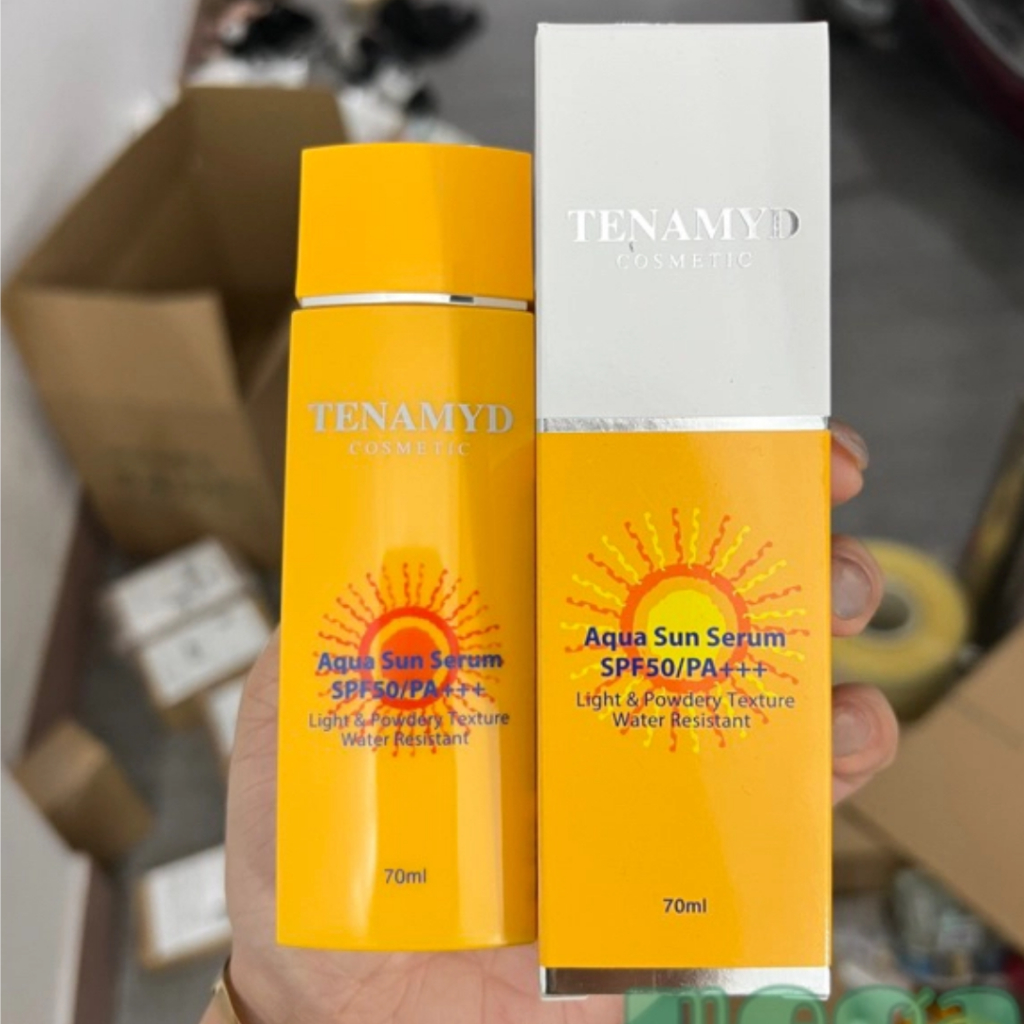 TENAMYD
COSMETIC
Aqua Sun Serum
SPF50/PA+++
Light & Powdery Texture
Water Resistant
70ml
TENAMYD
COSMETIC
Aqua Sun Serum
SPF50/PA+++
Light & Powdery Texture
Water Resistant
70ml